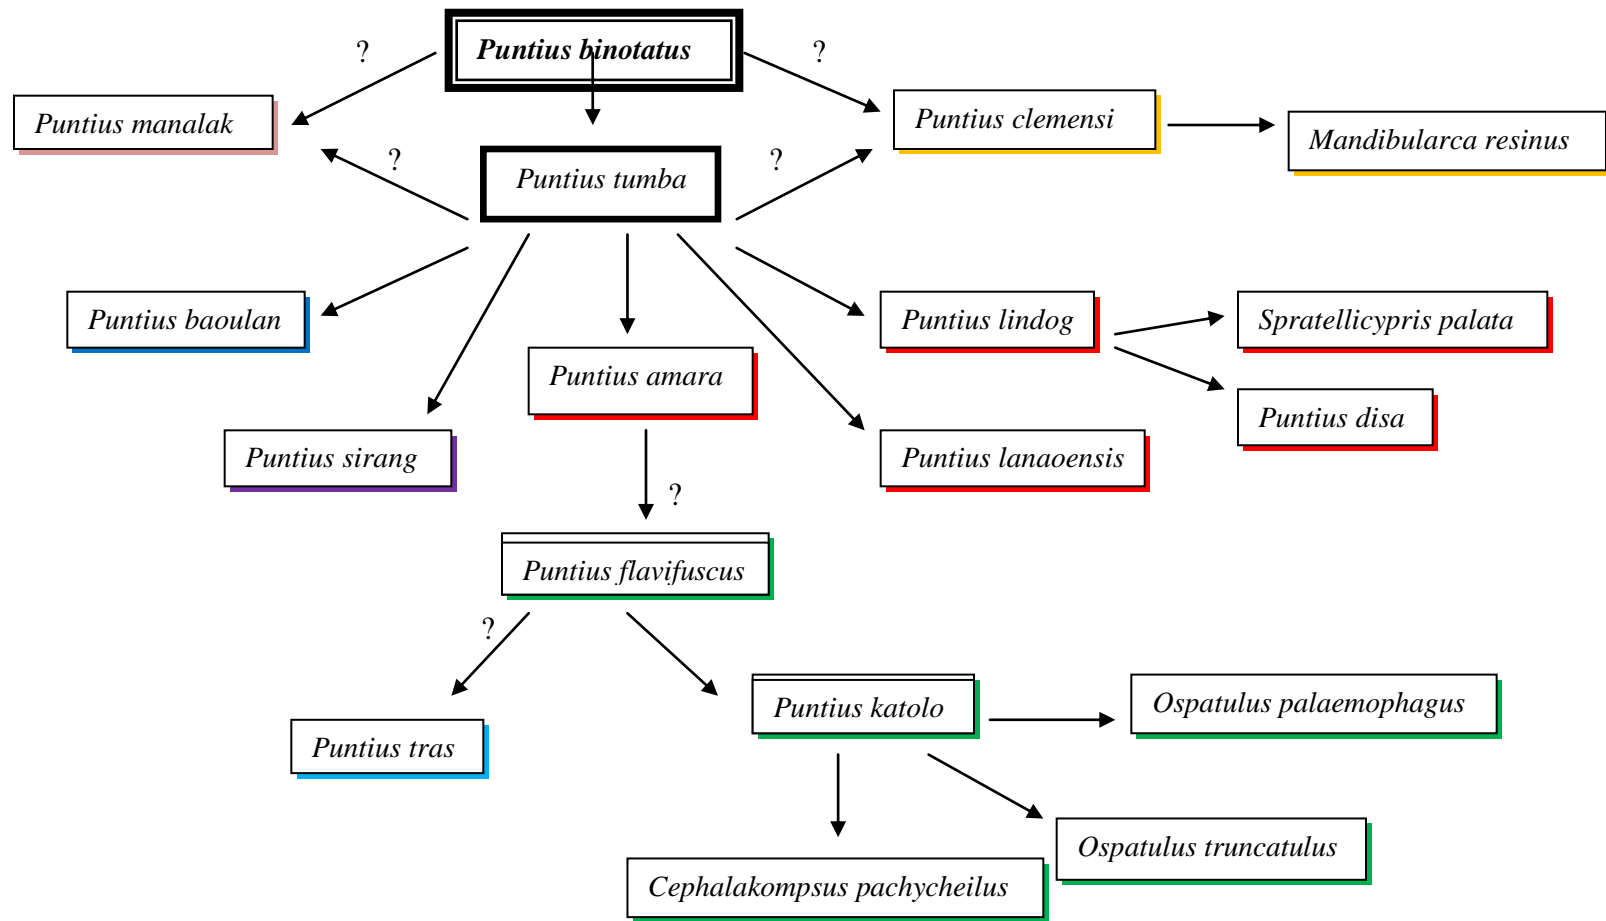 Puntius binotatus
?
?
Puntius manalak
Puntius clemensi
Mandibularca resinus
?
?
Puntius tumba
Puntius baoulan
Puntius lindog
Spratellicypris palata
Puntius amara
Puntius disa
Puntius sirang
Puntius lanaoensis
?
Puntius flavifuscus
?
Puntius katolo
Ospatulus palaemophagus
Puntius tras
Ospatulus truncatulus
Cephalakompsus pachycheilus